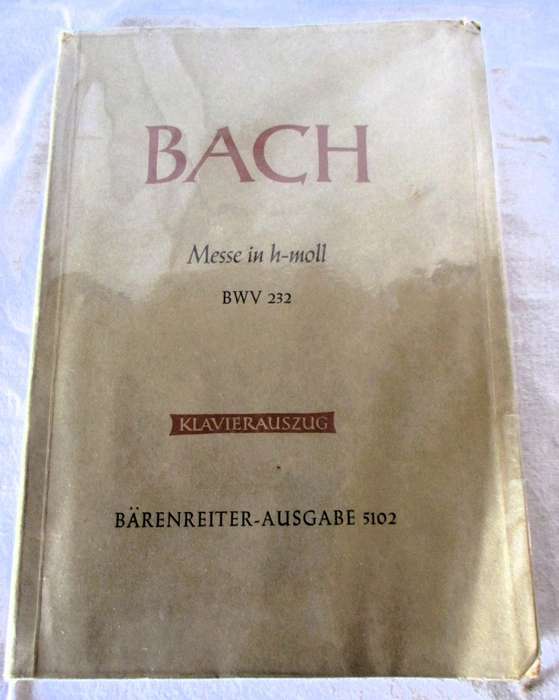 BACH
Messe in h-moll
BWV 232
KLAVIERAUSZUG
BÄRENREITER-AUSGABE 5102